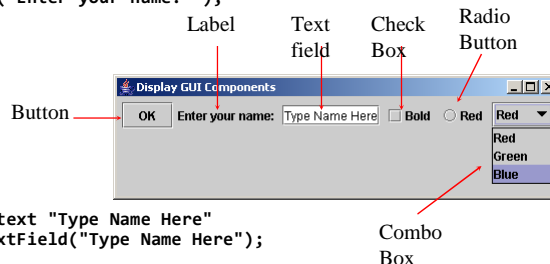 ("Enter your name: ");
Label
Text field
Check Box
Radio Button
Display GUI Components
Button
OK
Enter your name:
Type Name Here
Bold
Red
Red
Red
Green
Blue
text "Type Name Here"
xtField("Type Name Here");
Combo Box